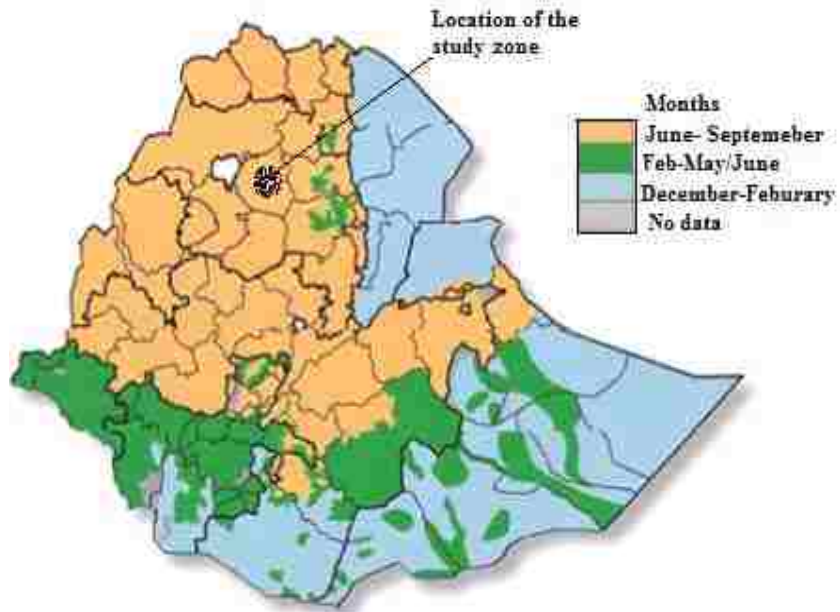 Location of the
study zone
Months
June- Septemeber
Feb-May/June
December-Feburary
No data